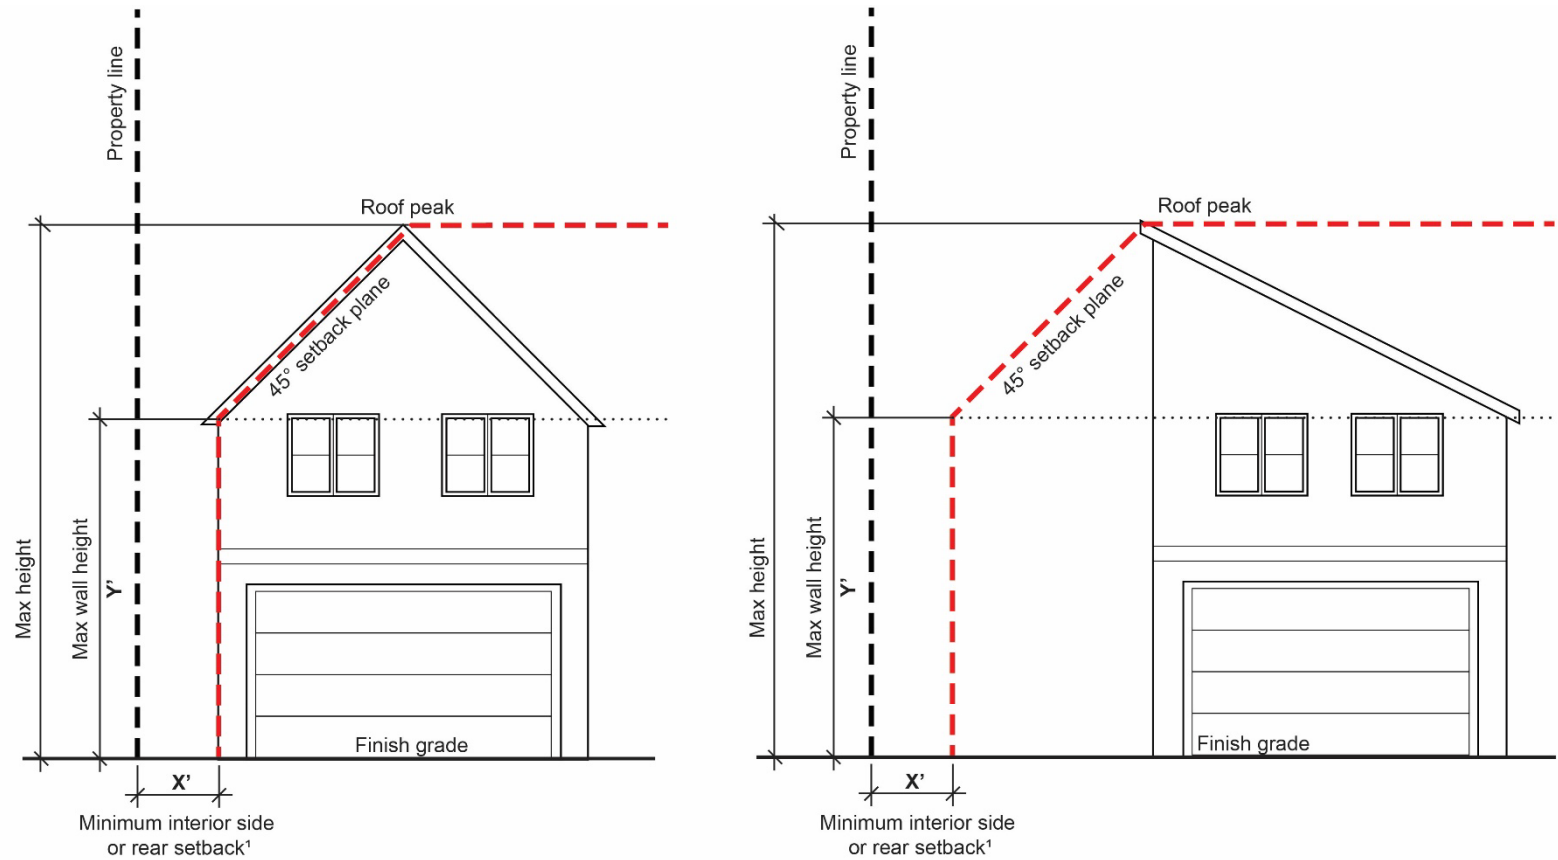 Property line
Roof peak
45° setback plane
Max height
Max wall height
Y’
Finish grade
X’
Minimum interior side
or rear setback¹
Property line
Roof peak
45° setback plane
Max height
Max wall height
Y’
Finish grade
X’
Minimum interior side
or rear setback¹